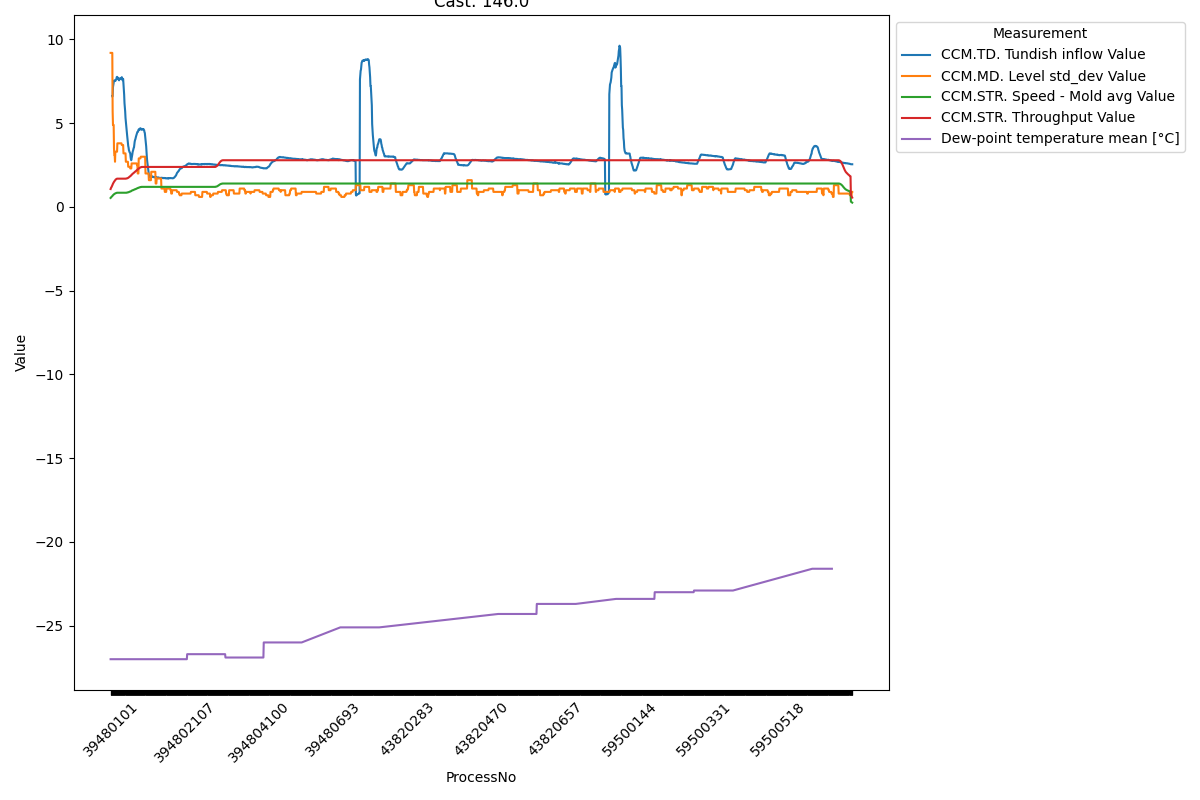 Cast: 146.0
Measurement
CCM.TD. Tundish inflow Value
CCM.MD. Level std_dev Value
CCM.STR. Speed - Mold avg Value
CCM.STR. Throughput Value
Dew-point temperature mean [°C]
10
5
0
−5
−10
−15
−20
−25
Value
39480101
394802107
394804100
39480693
43820283
43820470
43820657
59500144
59500331
59500518
ProcessNo